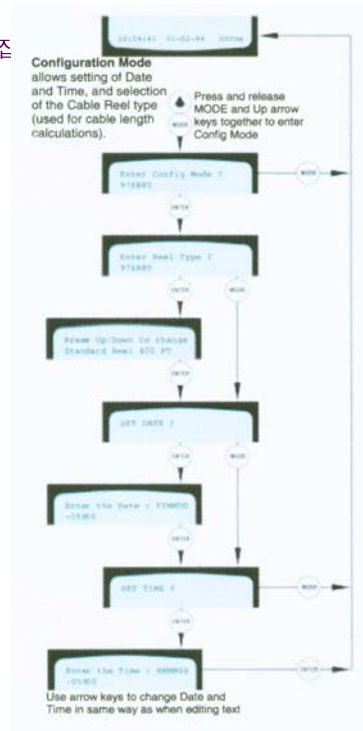 집
Configuration Mode
allows setting of Date
and Time, and selection
of the Cable Reel type
(used for cable length
calculations).
Press and release
MODE and Up arrow
keys together to enter
Config Mode
MODE
Enter Config Mode ?
MODE
ENTER
Enter Reel Type ?
ENTER
MODE
Press Up/Down to change
Standard Reel 400 FT
ENTER
SET DATE ?
ENTER
MODE
Enter the Date : YYMMDD
ENTER
SET TIME ?
MODE
ENTER
Enter the Time : HHMMSS
ENTER
Use arrow keys to change Date and
Time in same way as when editing text